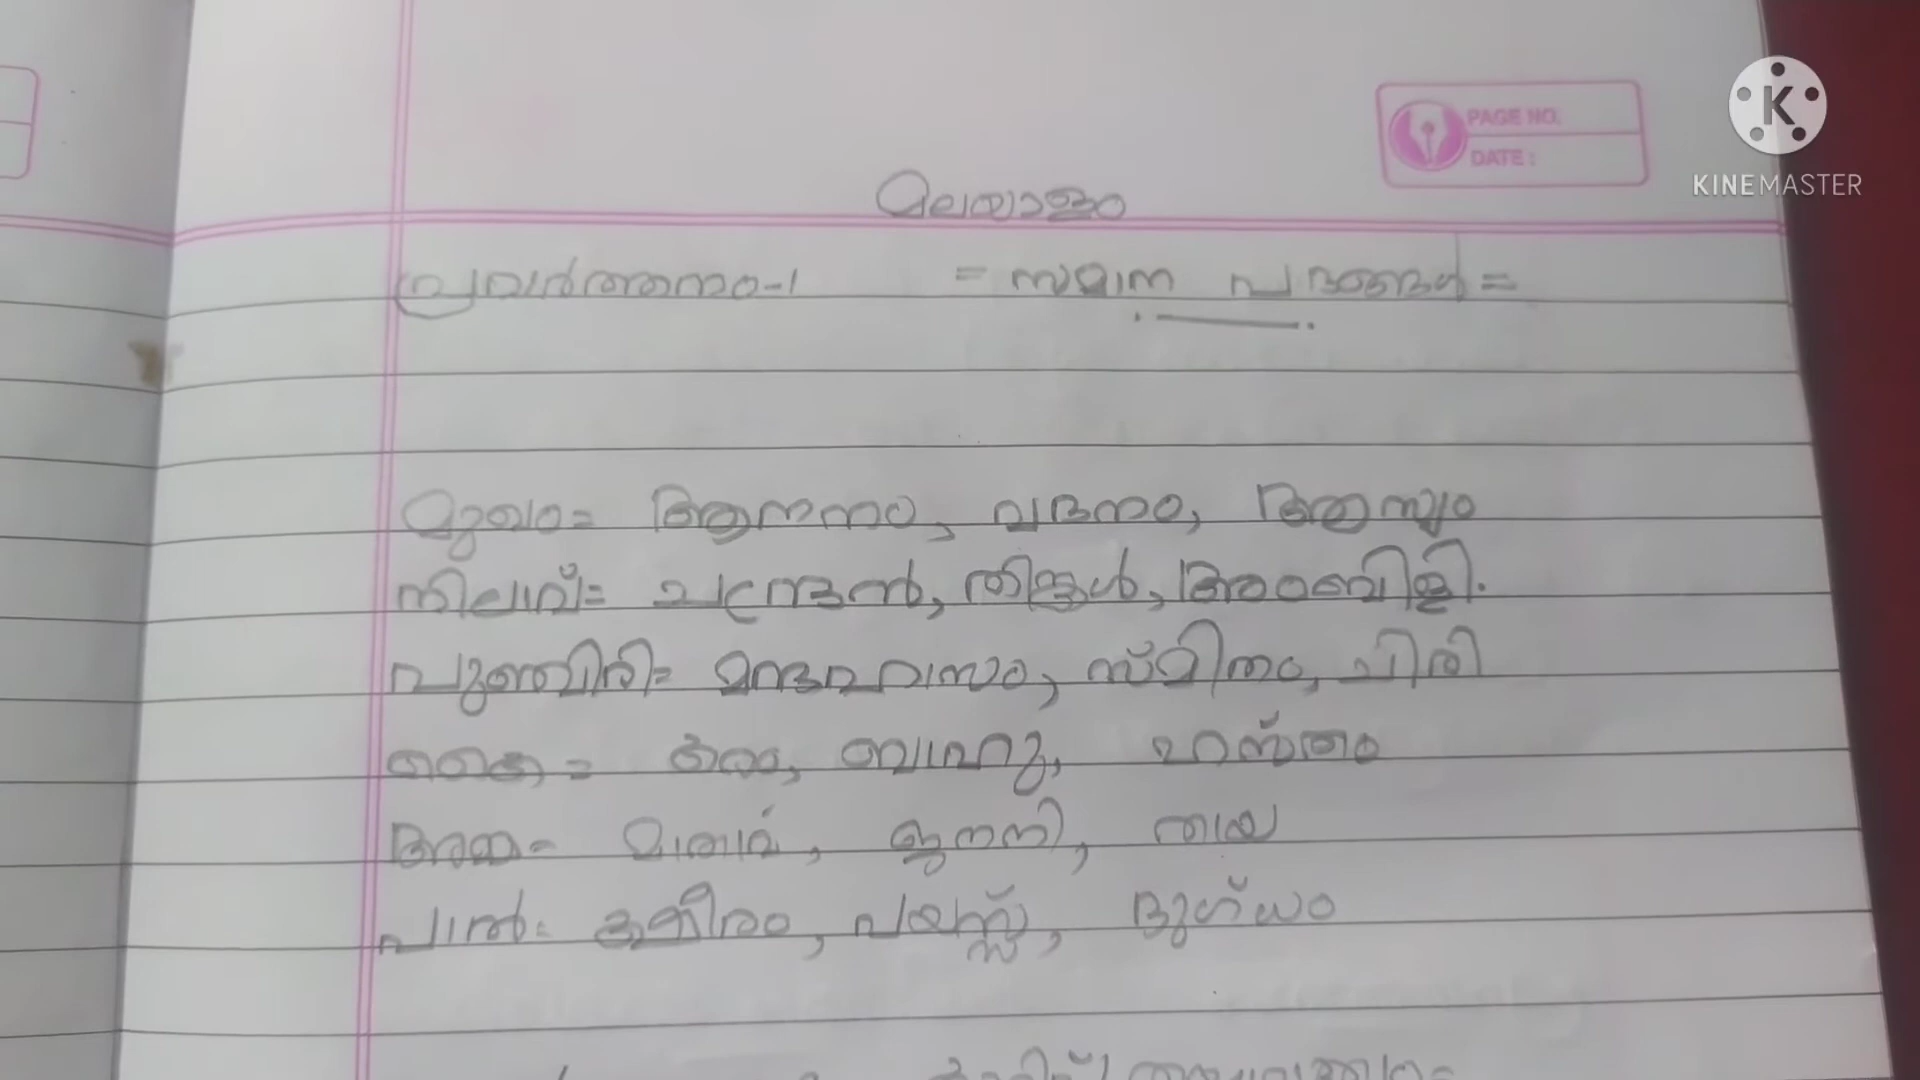 PAGE NO.
DATE :
K
KINEMASTER
മലയാളം
പ്രവർത്തനം-1 = സമാന പദങ്ങൾ =
മുഖം= ആനനം, വദനം, ആസ്യം
നിലാവ്= ചന്ദ്രൻ, തിങ്കൾ, അമ്പിളി.
പുഞ്ചിരി= മന്ദഹാസം, സ്മിതം, ചിരി
കൈ = കരം, ബാഹു, ഹസ്തം
അമ്മ= മാതാവ്, ജനനി, തായ
പാൽ= ക്ഷീരം, പയസ്സ്, ദുഗ്ധം